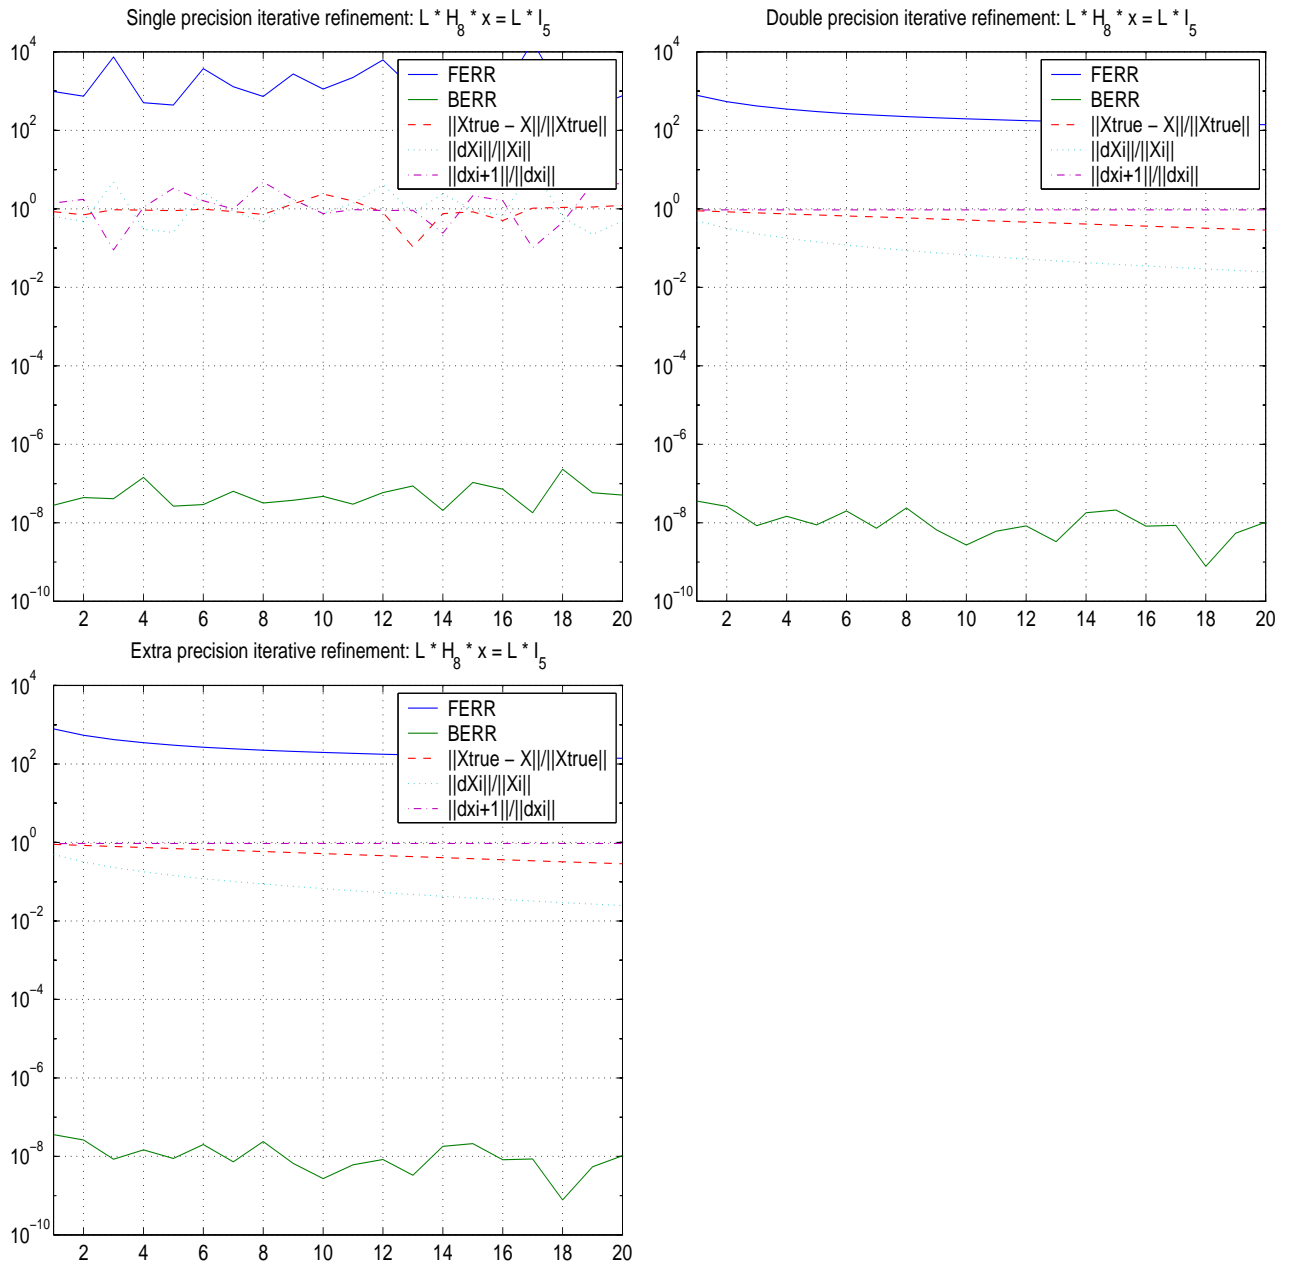 Single precision iterative refinement: L * H_8 * x = L * I_5
10^4
10^2
10^0
10^−2
10^−4
10^−6
10^−8
10^−10
2 4 6 8 10 12 14 16 18 20
FERR
BERR
||Xtrue − X||/||Xtrue||
||dXi||/||Xi||
||dxi+1||/||dxi||
Double precision iterative refinement: L * H_8 * x = L * I_5
10^4
10^2
10^0
10^−2
10^−4
10^−6
10^−8
10^−10
2 4 6 8 10 12 14 16 18 20
FERR
BERR
||Xtrue − X||/||Xtrue||
||dXi||/||Xi||
||dxi+1||/||dxi||
Extra precision iterative refinement: L * H_8 * x = L * I_5
10^4
10^2
10^0
10^−2
10^−4
10^−6
10^−8
10^−10
2 4 6 8 10 12 14 16 18 20
FERR
BERR
||Xtrue − X||/||Xtrue||
||dXi||/||Xi||
||dxi+1||/||dxi||